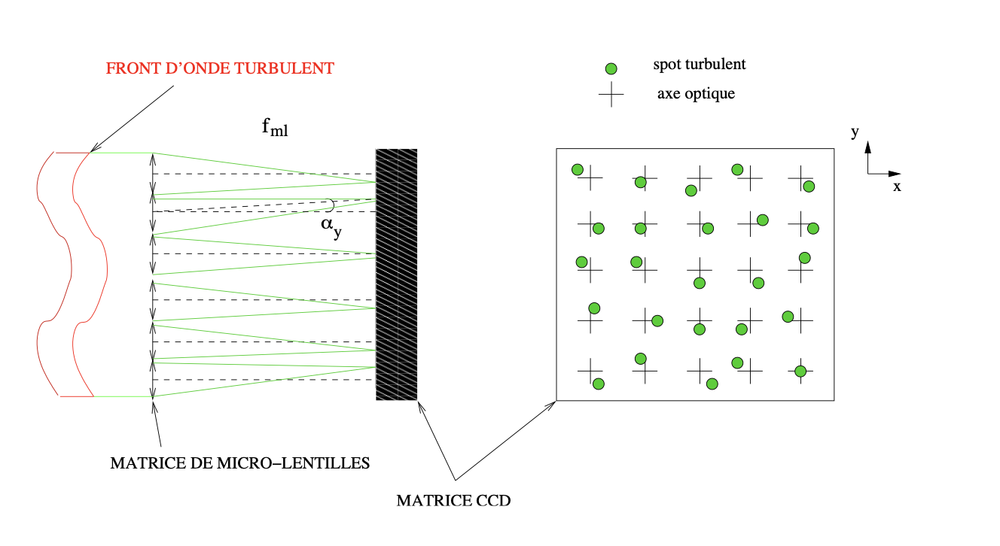 FRONT D'ONDE TURBULENT
f_ml
α_y
MATRICE DE MICRO−LENTILLES
MATRICE CCD
spot turbulent
axe optique
y
x